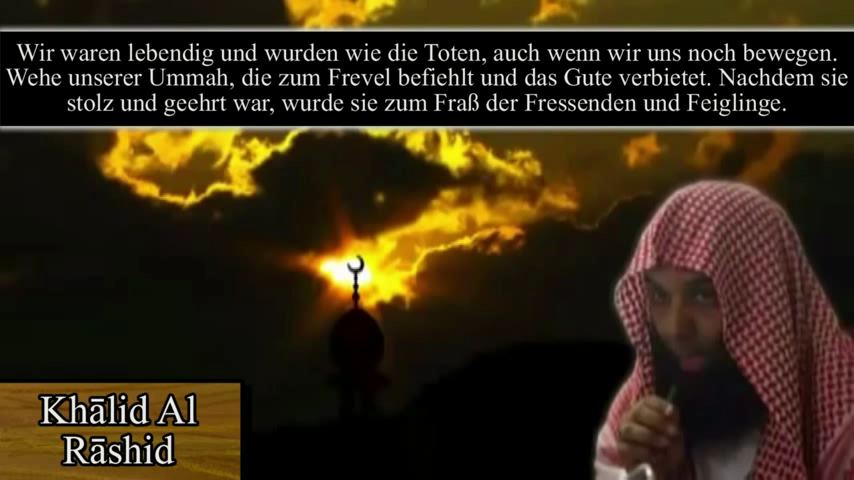 Wir waren lebendig und wurden wie die Toten, auch wenn wir uns noch bewegen.
Wehe unserer Ummah, die zum Frevel befiehlt und das Gute verbietet. Nachdem sie
stolz und geehrt war, wurde sie zum Fraß der Fressenden und Feiglinge.
Khālid Al
Rāshid